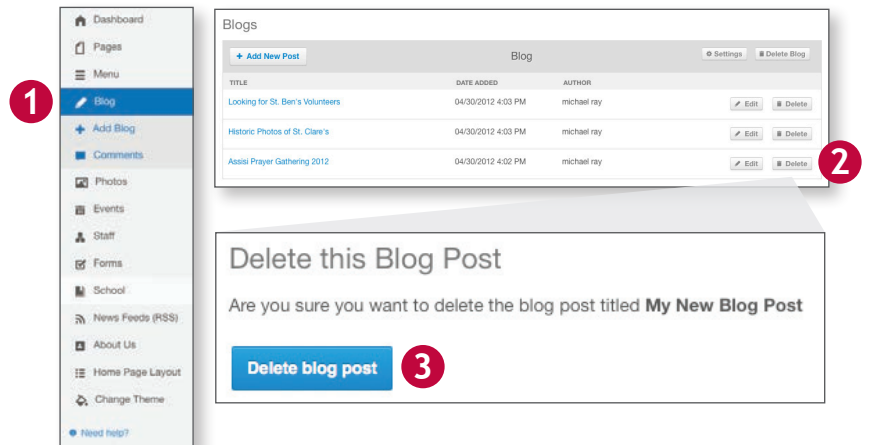 Dashboard
Pages
Menu
1
Blog
Add Blog
Comments
Photos
Events
Staff
Forms
School
News Feeds (RSS)
About Us
Home Page Layout
Change Theme
Need help?
Blogs
+ Add New Post Blog Settings Delete Blog
TITLE DATE ADDED AUTHOR
Looking for St. Ben's Volunteers 04/30/2012 4:03 PM michael ray Edit Delete
Historic Photos of St. Clare's 04/30/2012 4:03 PM michael ray Edit Delete
Assisi Prayer Gathering 2012 04/30/2012 4:02 PM michael ray Edit Delete
2
Delete this Blog Post
Are you sure you want to delete the blog post titled My New Blog Post
Delete blog post
3